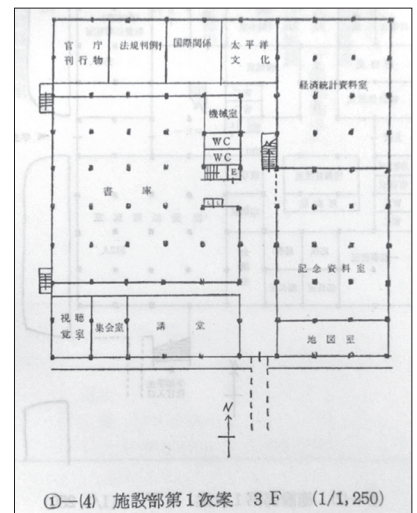 官庁
刊行物
法規判例
国際関係
太平洋
文化
経済統計資料室
機械室
WC
WC
E
書庫
記念資料室
視聴
覚室
集会室
講堂
地図室
N
①—(4) 施設部第1次案 3F (1/1,250)